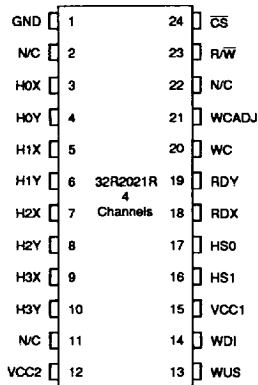 GND 1 24 C̅S̅
N/C 2 23 R/W̅
H0X 3 22 N/C
H0Y 4 21 WCADJ
H1X 5 20 WC
H1Y 6 32R2021R 19 RDY
4
H2X 7 Channels 18 RDX
H2Y 8 17 HS0
H3X 9 16 HS1
H3Y 10 15 VCC1
N/C 11 14 WDI
VCC2 12 13 WUS